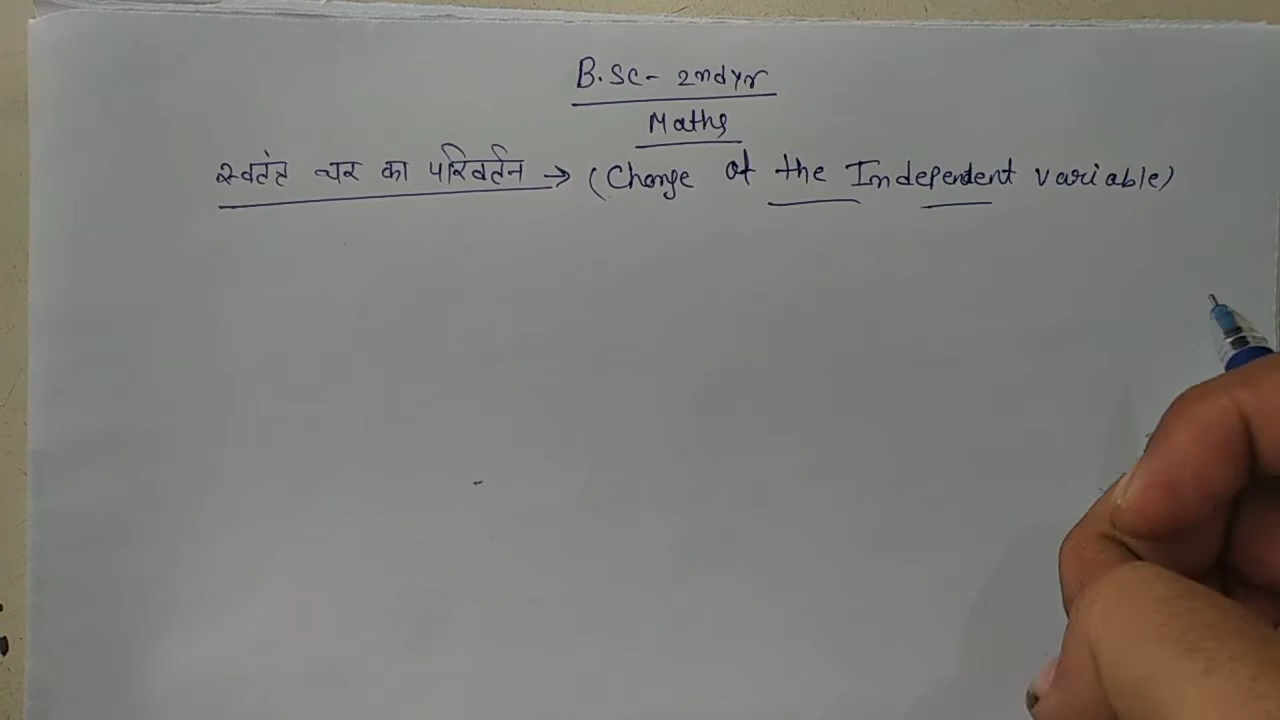 B.Sc- 2nd yr
Maths
स्वतंत्र चर का परिवर्तन → (Change of the Independent variable)